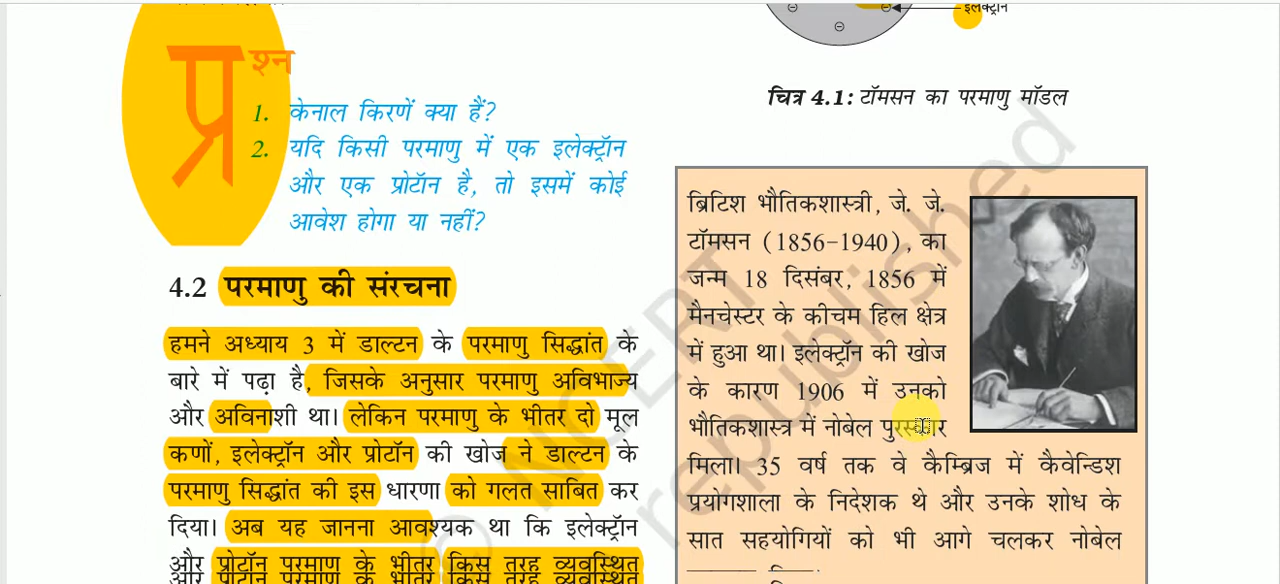 प्रश्न
1. केनाल किरणें क्या हैं?
2. यदि किसी परमाणु में एक इलेक्ट्रॉन
और एक प्रोटॉन है, तो इसमें कोई
आवेश होगा या नहीं?
4.2 परमाणु की संरचना
हमने अध्याय 3 में डाल्टन के परमाणु सिद्धांत के
बारे में पढ़ा है, जिसके अनुसार परमाणु अविभाज्य
और अविनाशी था। लेकिन परमाणु के भीतर दो मूल
कणों, इलेक्ट्रॉन और प्रोटॉन की खोज ने डाल्टन के
परमाणु सिद्धांत की इस धारणा को गलत साबित कर
दिया। अब यह जानना आवश्यक था कि इलेक्ट्रॉन
और प्रोटॉन परमाणु के भीतर किस तरह व्यवस्थित
इलेक्ट्रॉन
चित्र 4.1: टॉमसन का परमाणु मॉडल
ब्रिटिश भौतिकशास्त्री, जे. जे.
टॉमसन (1856-1940), का
जन्म 18 दिसंबर, 1856 में
मैनचेस्टर के कीचम हिल क्षेत्र
में हुआ था। इलेक्ट्रॉन की खोज
के कारण 1906 में उनको
भौतिकशास्त्र में नोबेल पुरस्कार
मिला। 35 वर्ष तक वे कैम्ब्रिज में कैवेन्डिश
प्रयोगशाला के निदेशक थे और उनके शोध के
सात सहयोगियों को भी आगे चलकर नोबेल
© NCERT
republished